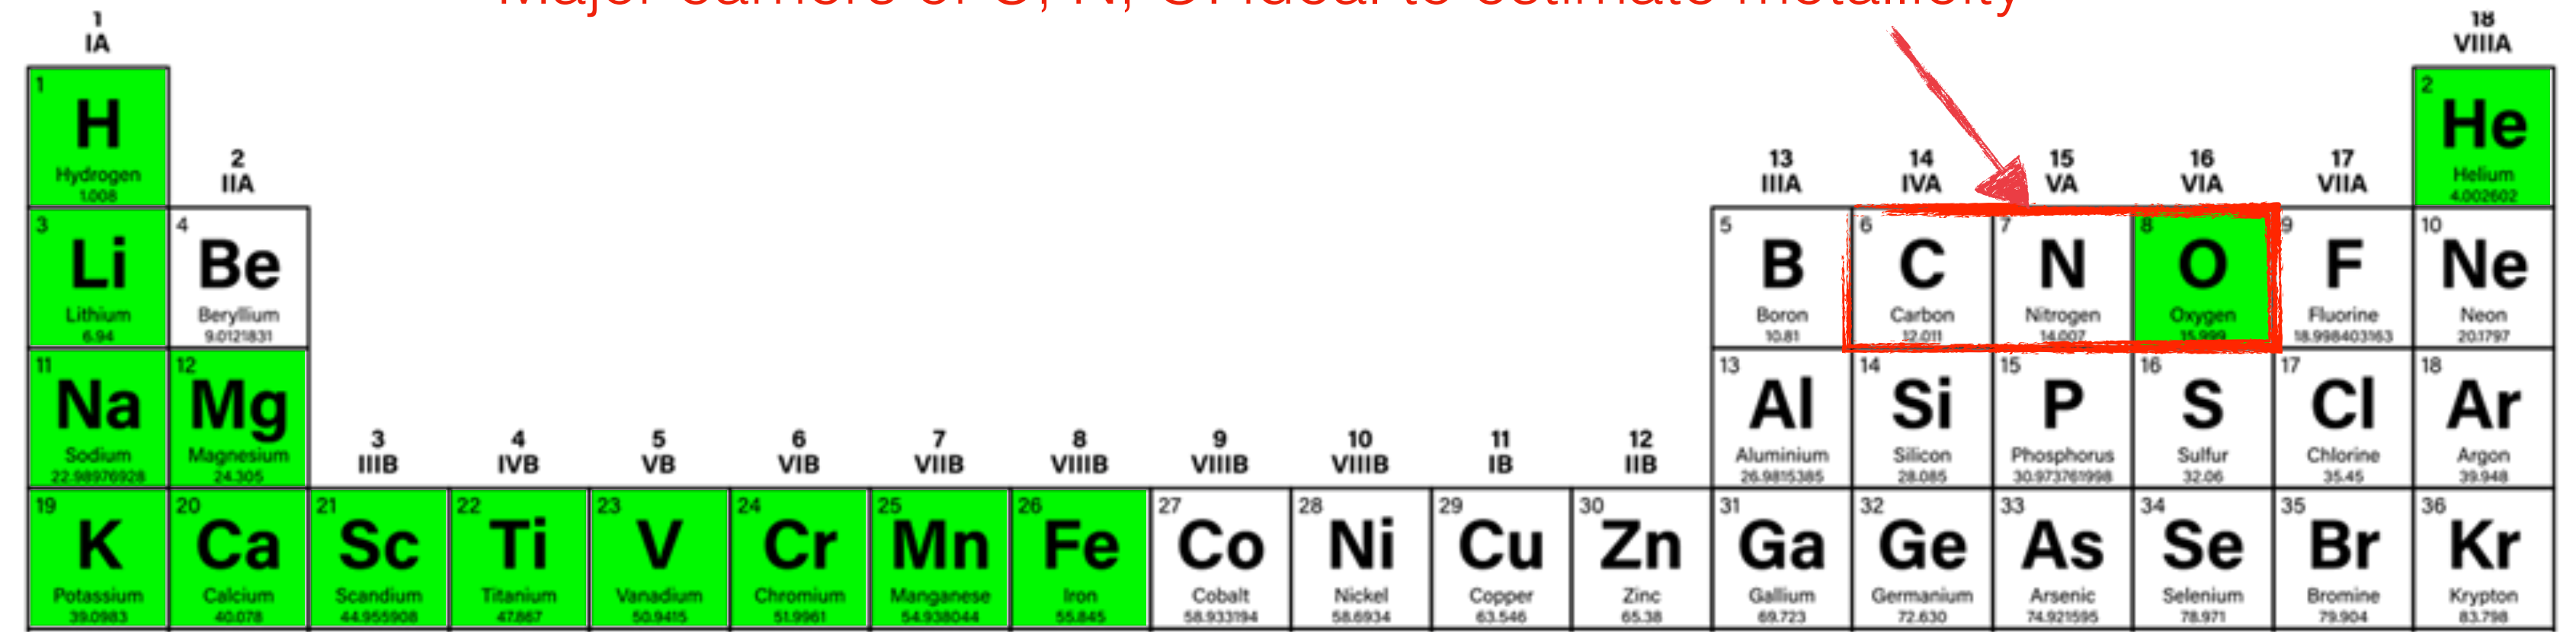 Major carriers of C, N, O: ideal to estimate metallicity
1
IA
18
VIIIA
1
H
Hydrogen
1.008
2
He
Helium
4.002602
2
IIA
13
IIIA
14
IVA
15
VA
16
VIA
17
VIIA
3
Li
Lithium
6.94
4
Be
Beryllium
9.0121831
5
B
Boron
10.81
6
C
Carbon
12.011
7
N
Nitrogen
14.007
8
O
Oxygen
15.999
9
F
Fluorine
18.998403163
10
Ne
Neon
20.1797
11
Na
Sodium
22.98976928
12
Mg
Magnesium
24.305
3
IIIB
4
IVB
5
VB
6
VIB
7
VIIB
8
VIIIB
9
VIIIB
10
VIIIB
11
IB
12
IIB
13
Al
Aluminium
26.9815385
14
Si
Silicon
28.085
15
P
Phosphorus
30.973761998
16
S
Sulfur
32.06
17
Cl
Chlorine
35.45
18
Ar
Argon
39.948
19
K
Potassium
39.0983
20
Ca
Calcium
40.078
21
Sc
Scandium
44.955908
22
Ti
Titanium
47.867
23
V
Vanadium
50.9415
24
Cr
Chromium
51.9961
25
Mn
Manganese
54.938044
26
Fe
Iron
55.845
27
Co
Cobalt
58.933194
28
Ni
Nickel
58.6934
29
Cu
Copper
63.546
30
Zn
Zinc
65.38
31
Ga
Gallium
69.723
32
Ge
Germanium
72.630
33
As
Arsenic
74.921595
34
Se
Selenium
78.971
35
Br
Bromine
79.904
36
Kr
Krypton
83.798